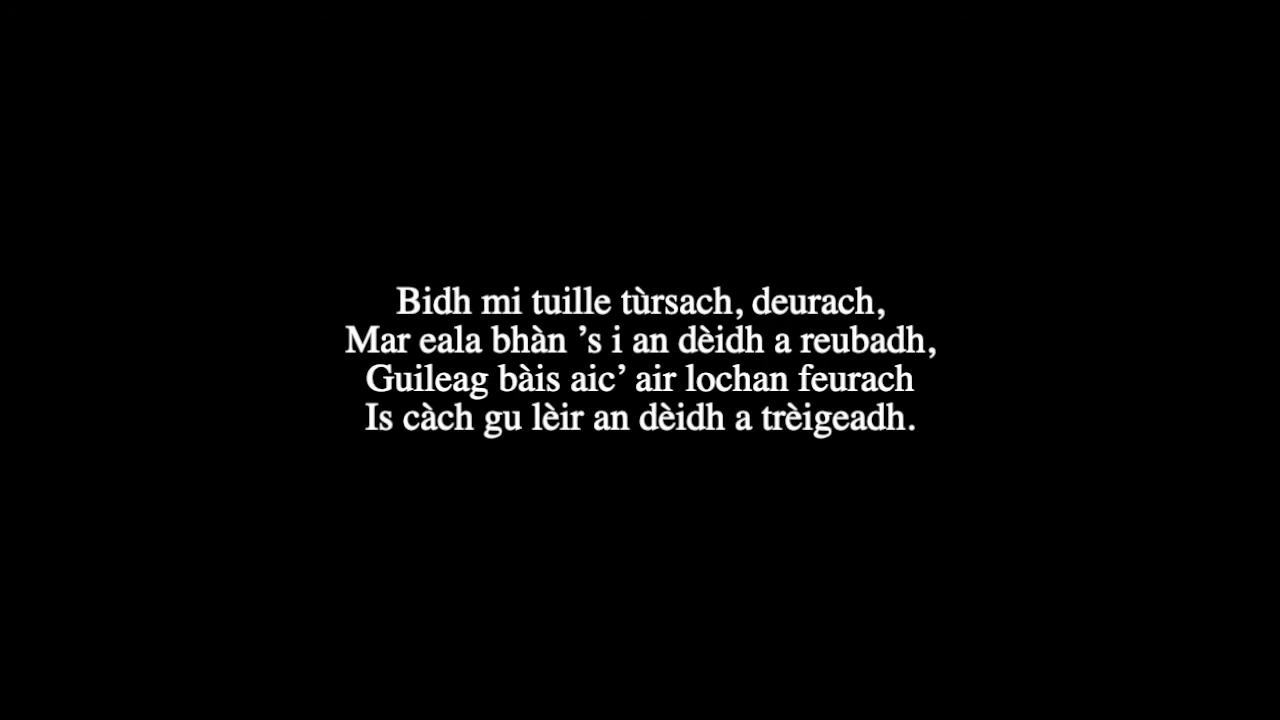 Bidh mi tuille tùrsach, deurach,
Mar eala bhàn ’s i an dèidh a reubadh,
Guileag bàis aic’ air lochan feurach
Is càch gu lèir an dèidh a trèigeadh.